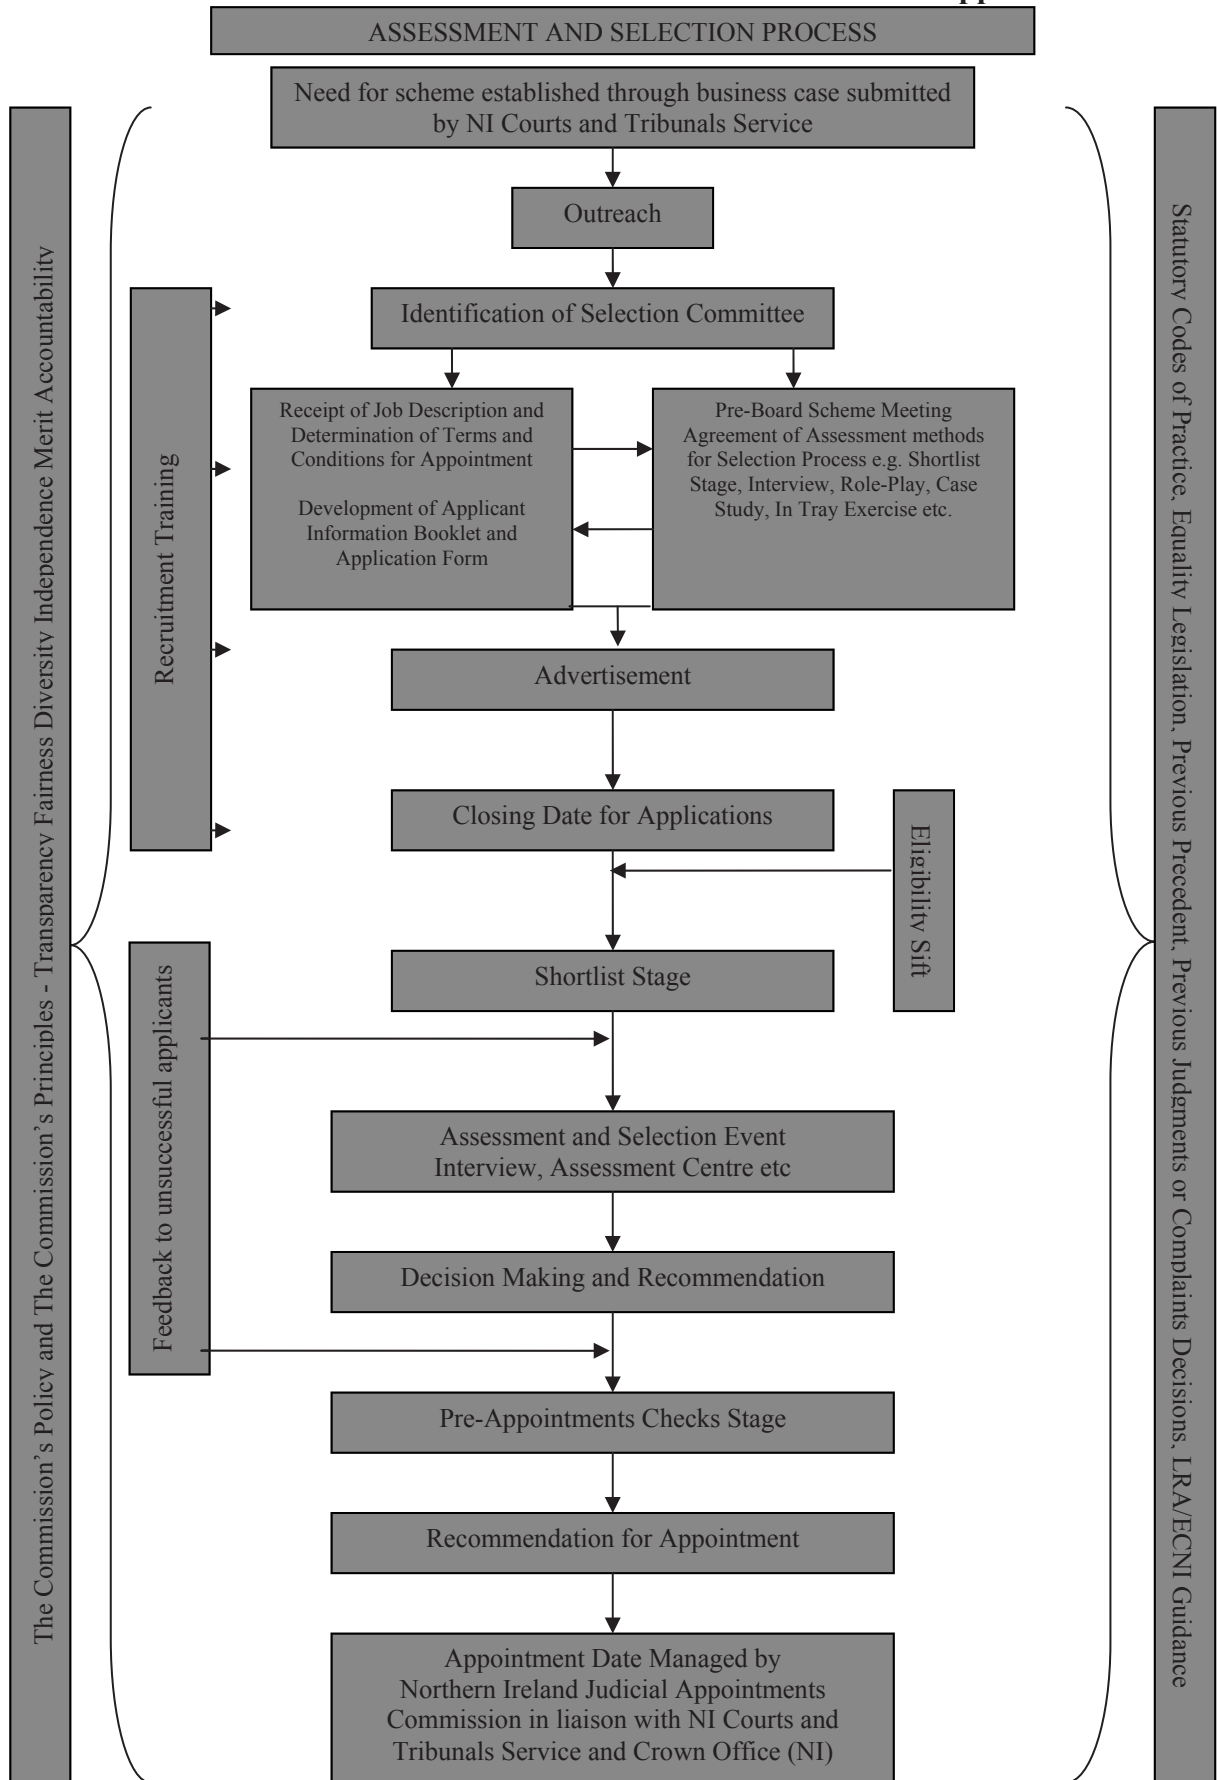 ASSESSMENT AND SELECTION PROCESS
Need for scheme established through business case submitted
by NI Courts and Tribunals Service
Outreach
Identification of Selection Committee
Receipt of Job Description and
Determination of Terms and
Conditions for Appointment
Development of Applicant
Information Booklet and
Application Form
Pre-Board Scheme Meeting
Agreement of Assessment methods
for Selection Process e.g. Shortlist
Stage, Interview, Role-Play, Case
Study, In Tray Exercise etc.
Recruitment Training
Advertisement
Closing Date for Applications
Eligibility Sift
Shortlist Stage
Feedback to unsuccessful applicants
Assessment and Selection Event
Interview, Assessment Centre etc
Decision Making and Recommendation
Pre-Appointments Checks Stage
Recommendation for Appointment
Appointment Date Managed by
Northern Ireland Judicial Appointments
Commission in liaison with NI Courts and
Tribunals Service and Crown Office (NI)
The Commission's Policy and The Commission's Principles - Transparency Fairness Diversity Independence Merit Accountability
Statutory Codes of Practice, Equality Legislation, Previous Precedent, Previous Judgments or Complaints Decisions, LRA/ECNI Guidance